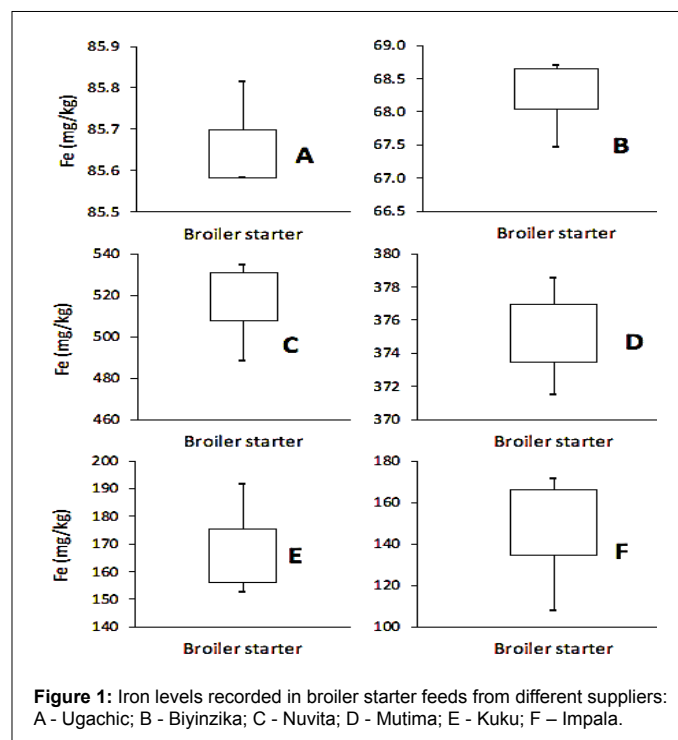 85.9
85.8
85.7
85.6
85.5
Fe (mg/kg)
A
Broiler starter
69.0
68.5
68.0
67.5
67.0
66.5
B
Broiler starter
540
520
500
480
460
Fe (mg/kg)
C
Broiler starter
380
378
376
374
372
370
D
Broiler starter
200
190
180
170
160
150
140
Fe (mg/kg)
E
Broiler starter
180
160
140
120
100
F
Broiler starter
Figure 1: Iron levels recorded in broiler starter feeds from different suppliers:
A - Ugachic; B - Biyinzika; C - Nuvita; D - Mutima; E - Kuku; F – Impala.